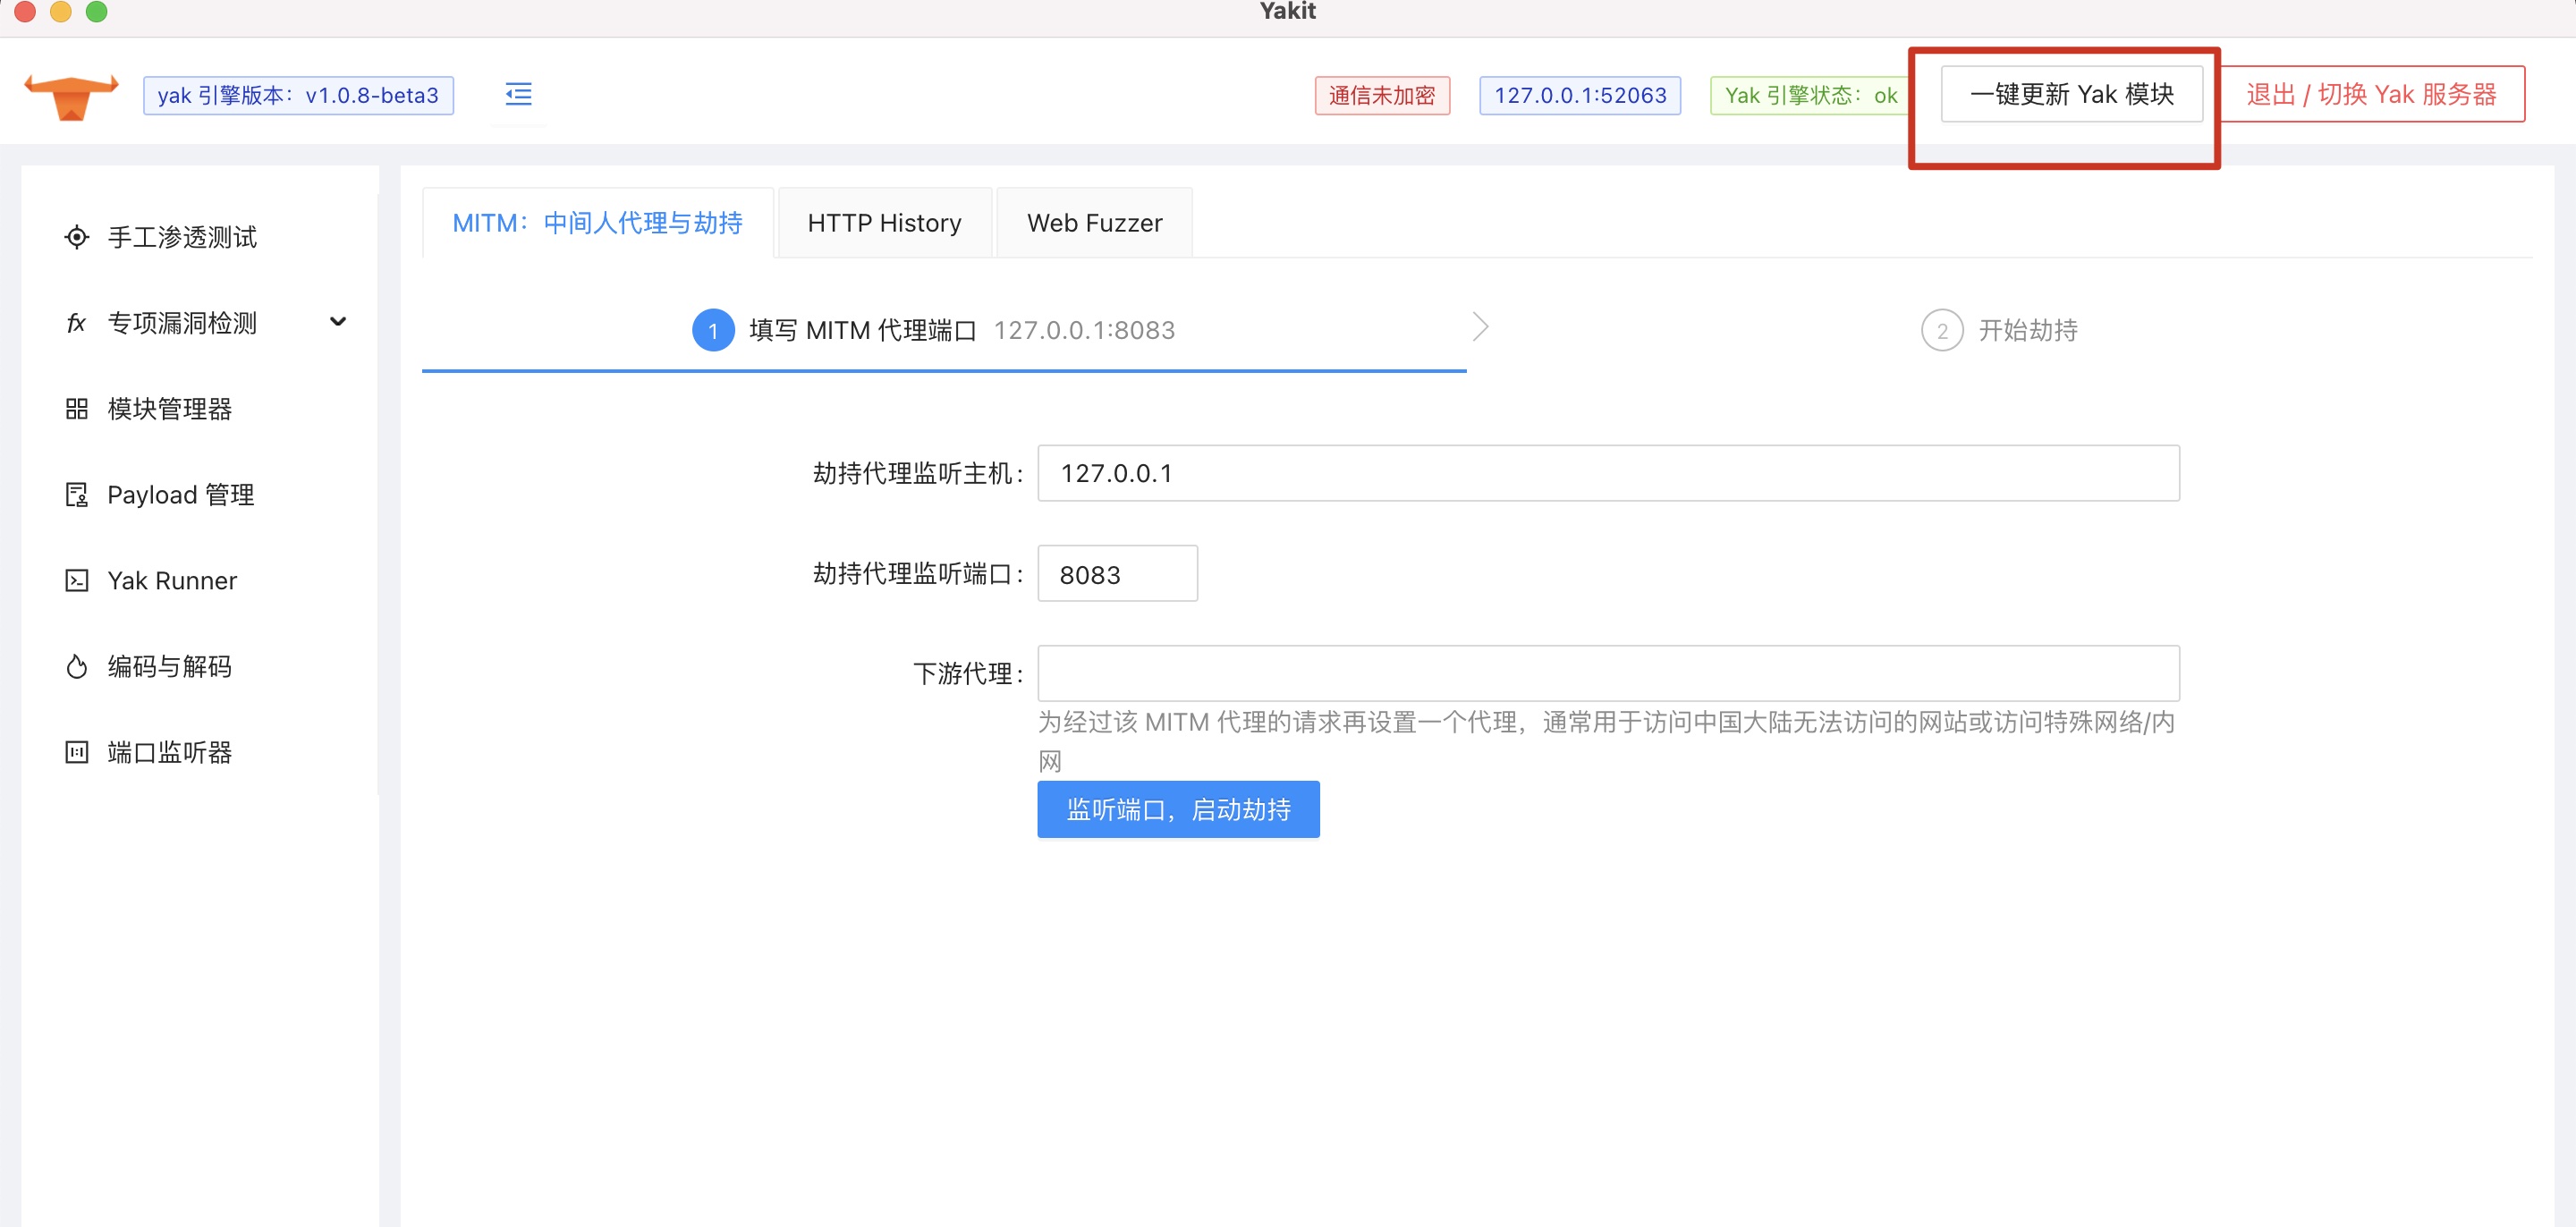 Yakit
yak 引擎版本：v1.0.8-beta3
通信未加密
127.0.0.1:52063
Yak 引擎状态：ok
一键更新 Yak 模块
退出 / 切换 Yak 服务器
手工渗透测试
fx 专项漏洞检测
模块管理器
Payload 管理
Yak Runner
编码与解码
端口监听器
MITM：中间人代理与劫持
HTTP History
Web Fuzzer
1 填写 MITM 代理端口 127.0.0.1:8083
2 开始劫持
劫持代理监听主机: 127.0.0.1
劫持代理监听端口: 8083
下游代理:
为经过该 MITM 代理的请求再设置一个代理，通常用于访问中国大陆无法访问的网站或访问特殊网络/内
网
监听端口，启动劫持